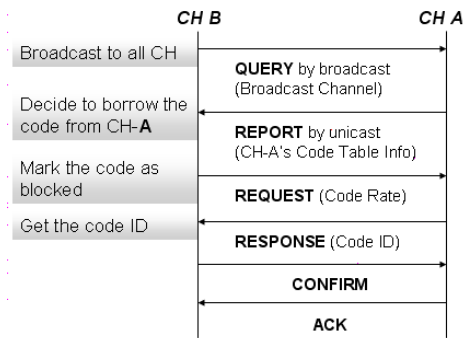 CH B
CH A
Broadcast to all CH
QUERY by broadcast
(Broadcast Channel)
Decide to borrow the
code from CH-A
REPORT by unicast
(CH-A's Code Table Info)
Mark the code as
blocked
REQUEST (Code Rate)
Get the code ID
RESPONSE (Code ID)
CONFIRM
ACK